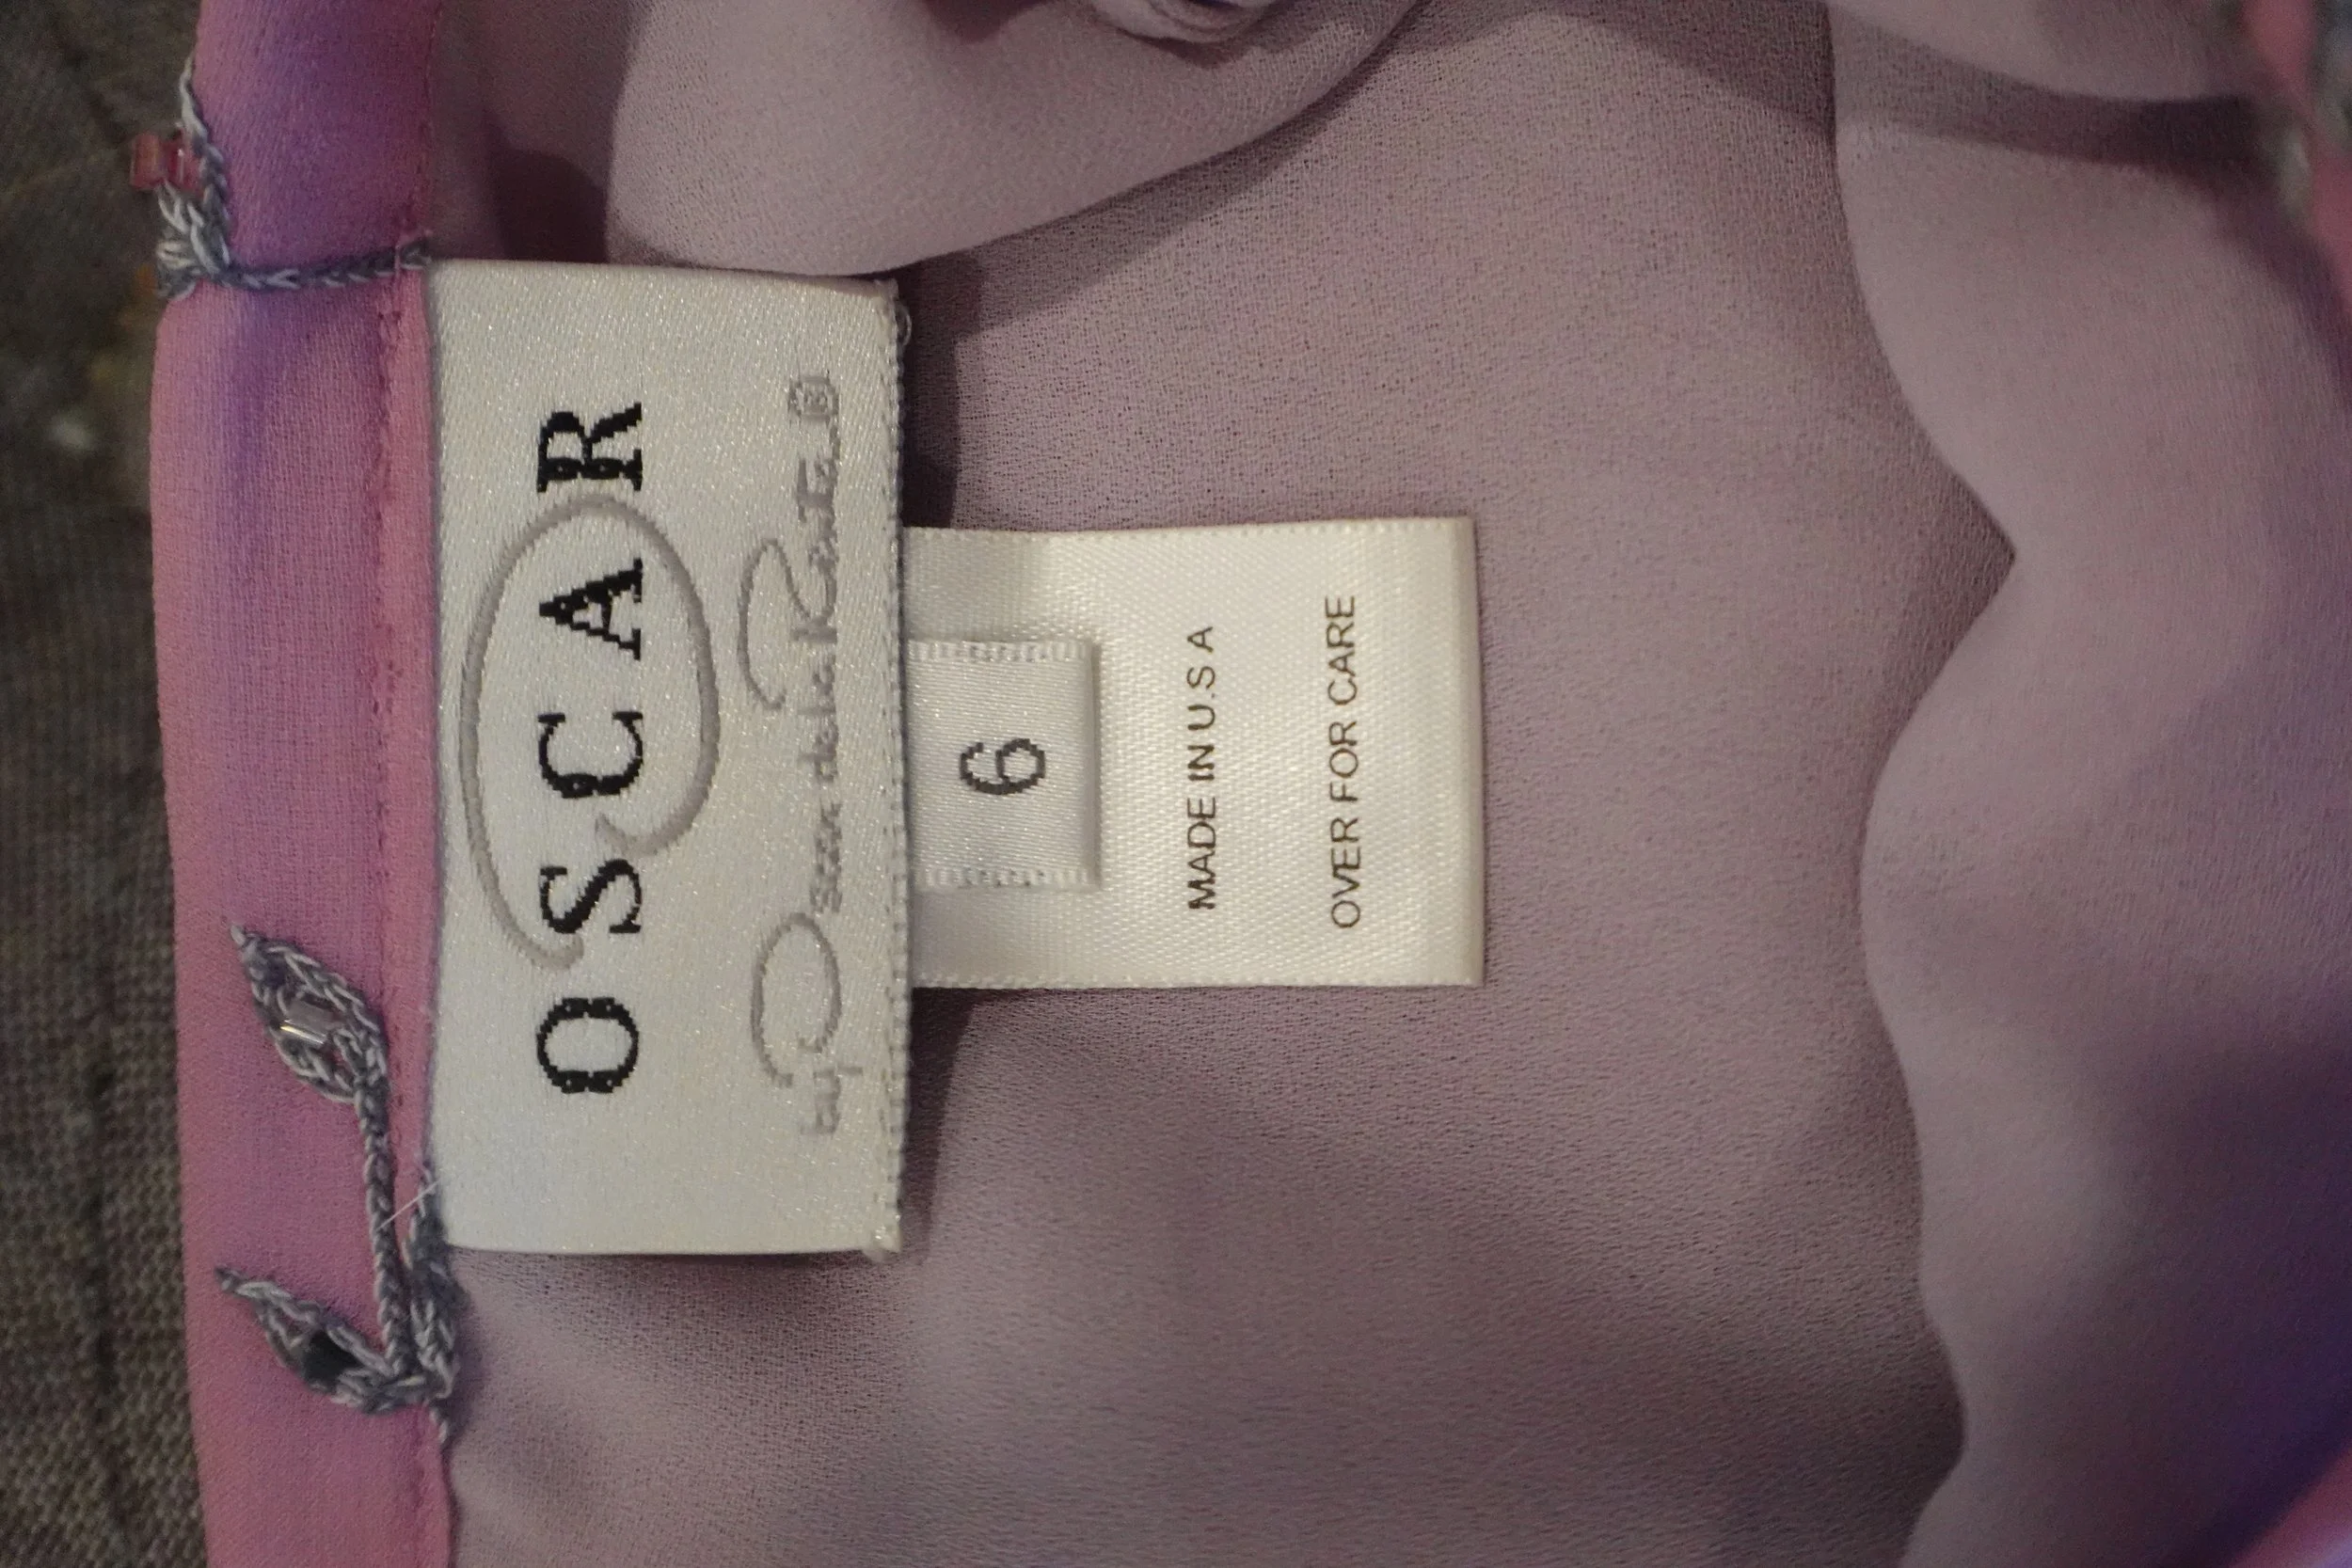 OSCAR
by Oscar de la Renta®
6
MADE IN U.S A
OVER FOR CARE